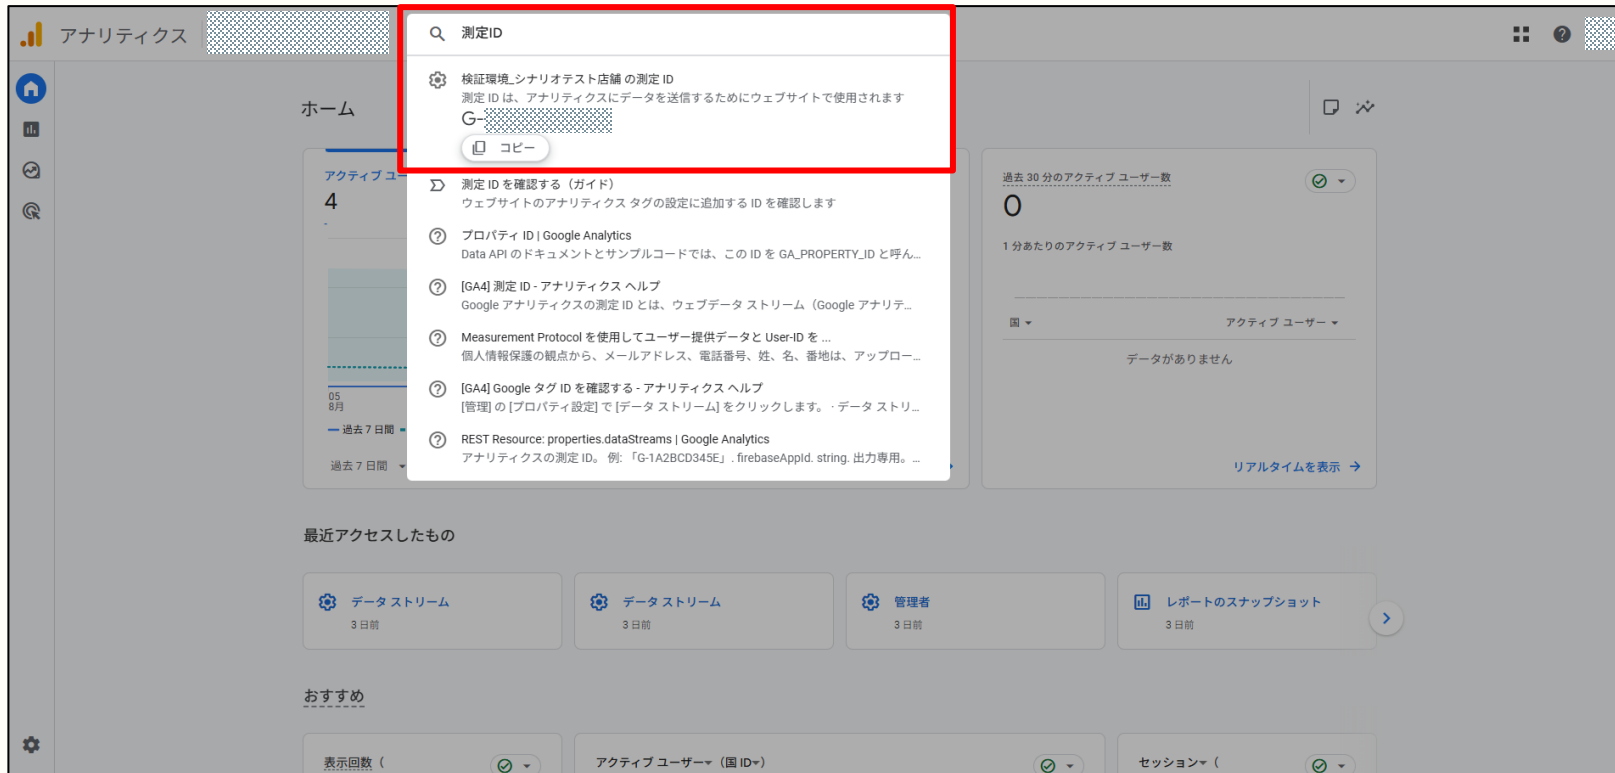 アナリティクス
測定ID
検証環境_シナリオテスト店舗 の測定 ID
測定 ID は、アナリティクスにデータを送信するためにウェブサイトで使用されます
G-
コピー
測定 ID を確認する（ガイド）
ウェブサイトのアナリティクス タグの設定に追加する ID を確認します
プロパティ ID | Google Analytics
Data API のドキュメントとサンプルコードでは、この ID を GA_PROPERTY_ID と呼ん...
[GA4] 測定 ID - アナリティクス ヘルプ
Google アナリティクスの測定 ID とは、ウェブデータ ストリーム（Google アナリテ...
Measurement Protocol を使用してユーザー提供データと User-ID を ...
個人情報保護の観点から、メールアドレス、電話番号、姓、名、番地は、アップロー...
[GA4] Google タグ ID を確認する - アナリティクス ヘルプ
[管理] の [プロパティ設定] で [データ ストリーム] をクリックします。 · データ ストリ...
REST Resource: properties.dataStreams | Google Analytics
アナリティクスの測定 ID。 例: 「G-1A2BCD345E」. firebaseAppId. string. 出力専用。...
ホーム
アクティブ ユー
4
-
05
8月
過去 7 日間
過去 7 日間
過去 30 分のアクティブ ユーザー数
0
1 分あたりのアクティブ ユーザー数
国
アクティブ ユーザー
データがありません
リアルタイムを表示
最近アクセスしたもの
データ ストリーム
3 日前
データ ストリーム
3 日前
管理者
3 日前
レポートのスナップショット
3 日前
おすすめ
表示回数（
アクティブ ユーザー（国 ID）
セッション（